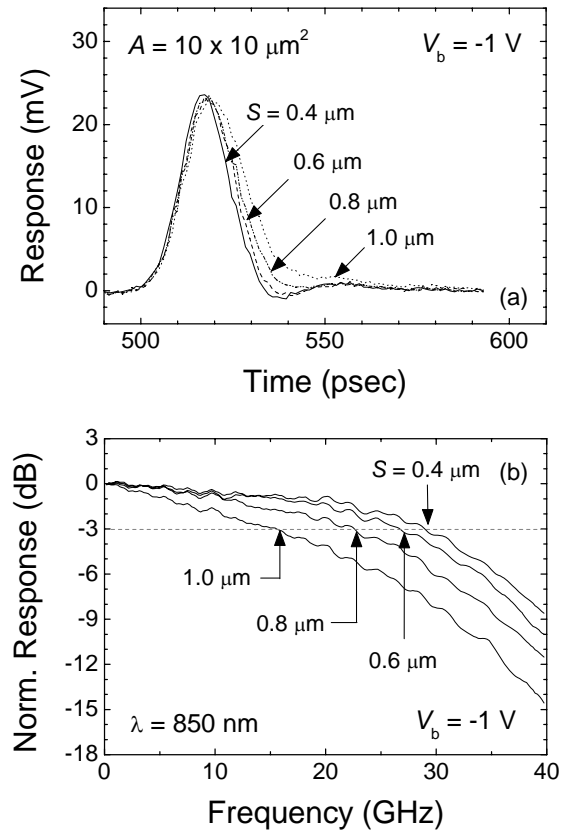 A = 10 x 10 μm²
V_b = -1 V
30
24
16
8
0
Response (mV)
S = 0.4 μm
0.6 μm
0.8 μm
1.0 μm
(a)
500
550
600
Time (psec)
3
0
-3
-6
-9
-12
-15
-18
Norm. Response (dB)
S = 0.4 μm
(b)
1.0 μm
0.8 μm
0.6 μm
λ = 850 nm
V_b = -1 V
0
10
20
30
40
Frequency (GHz)